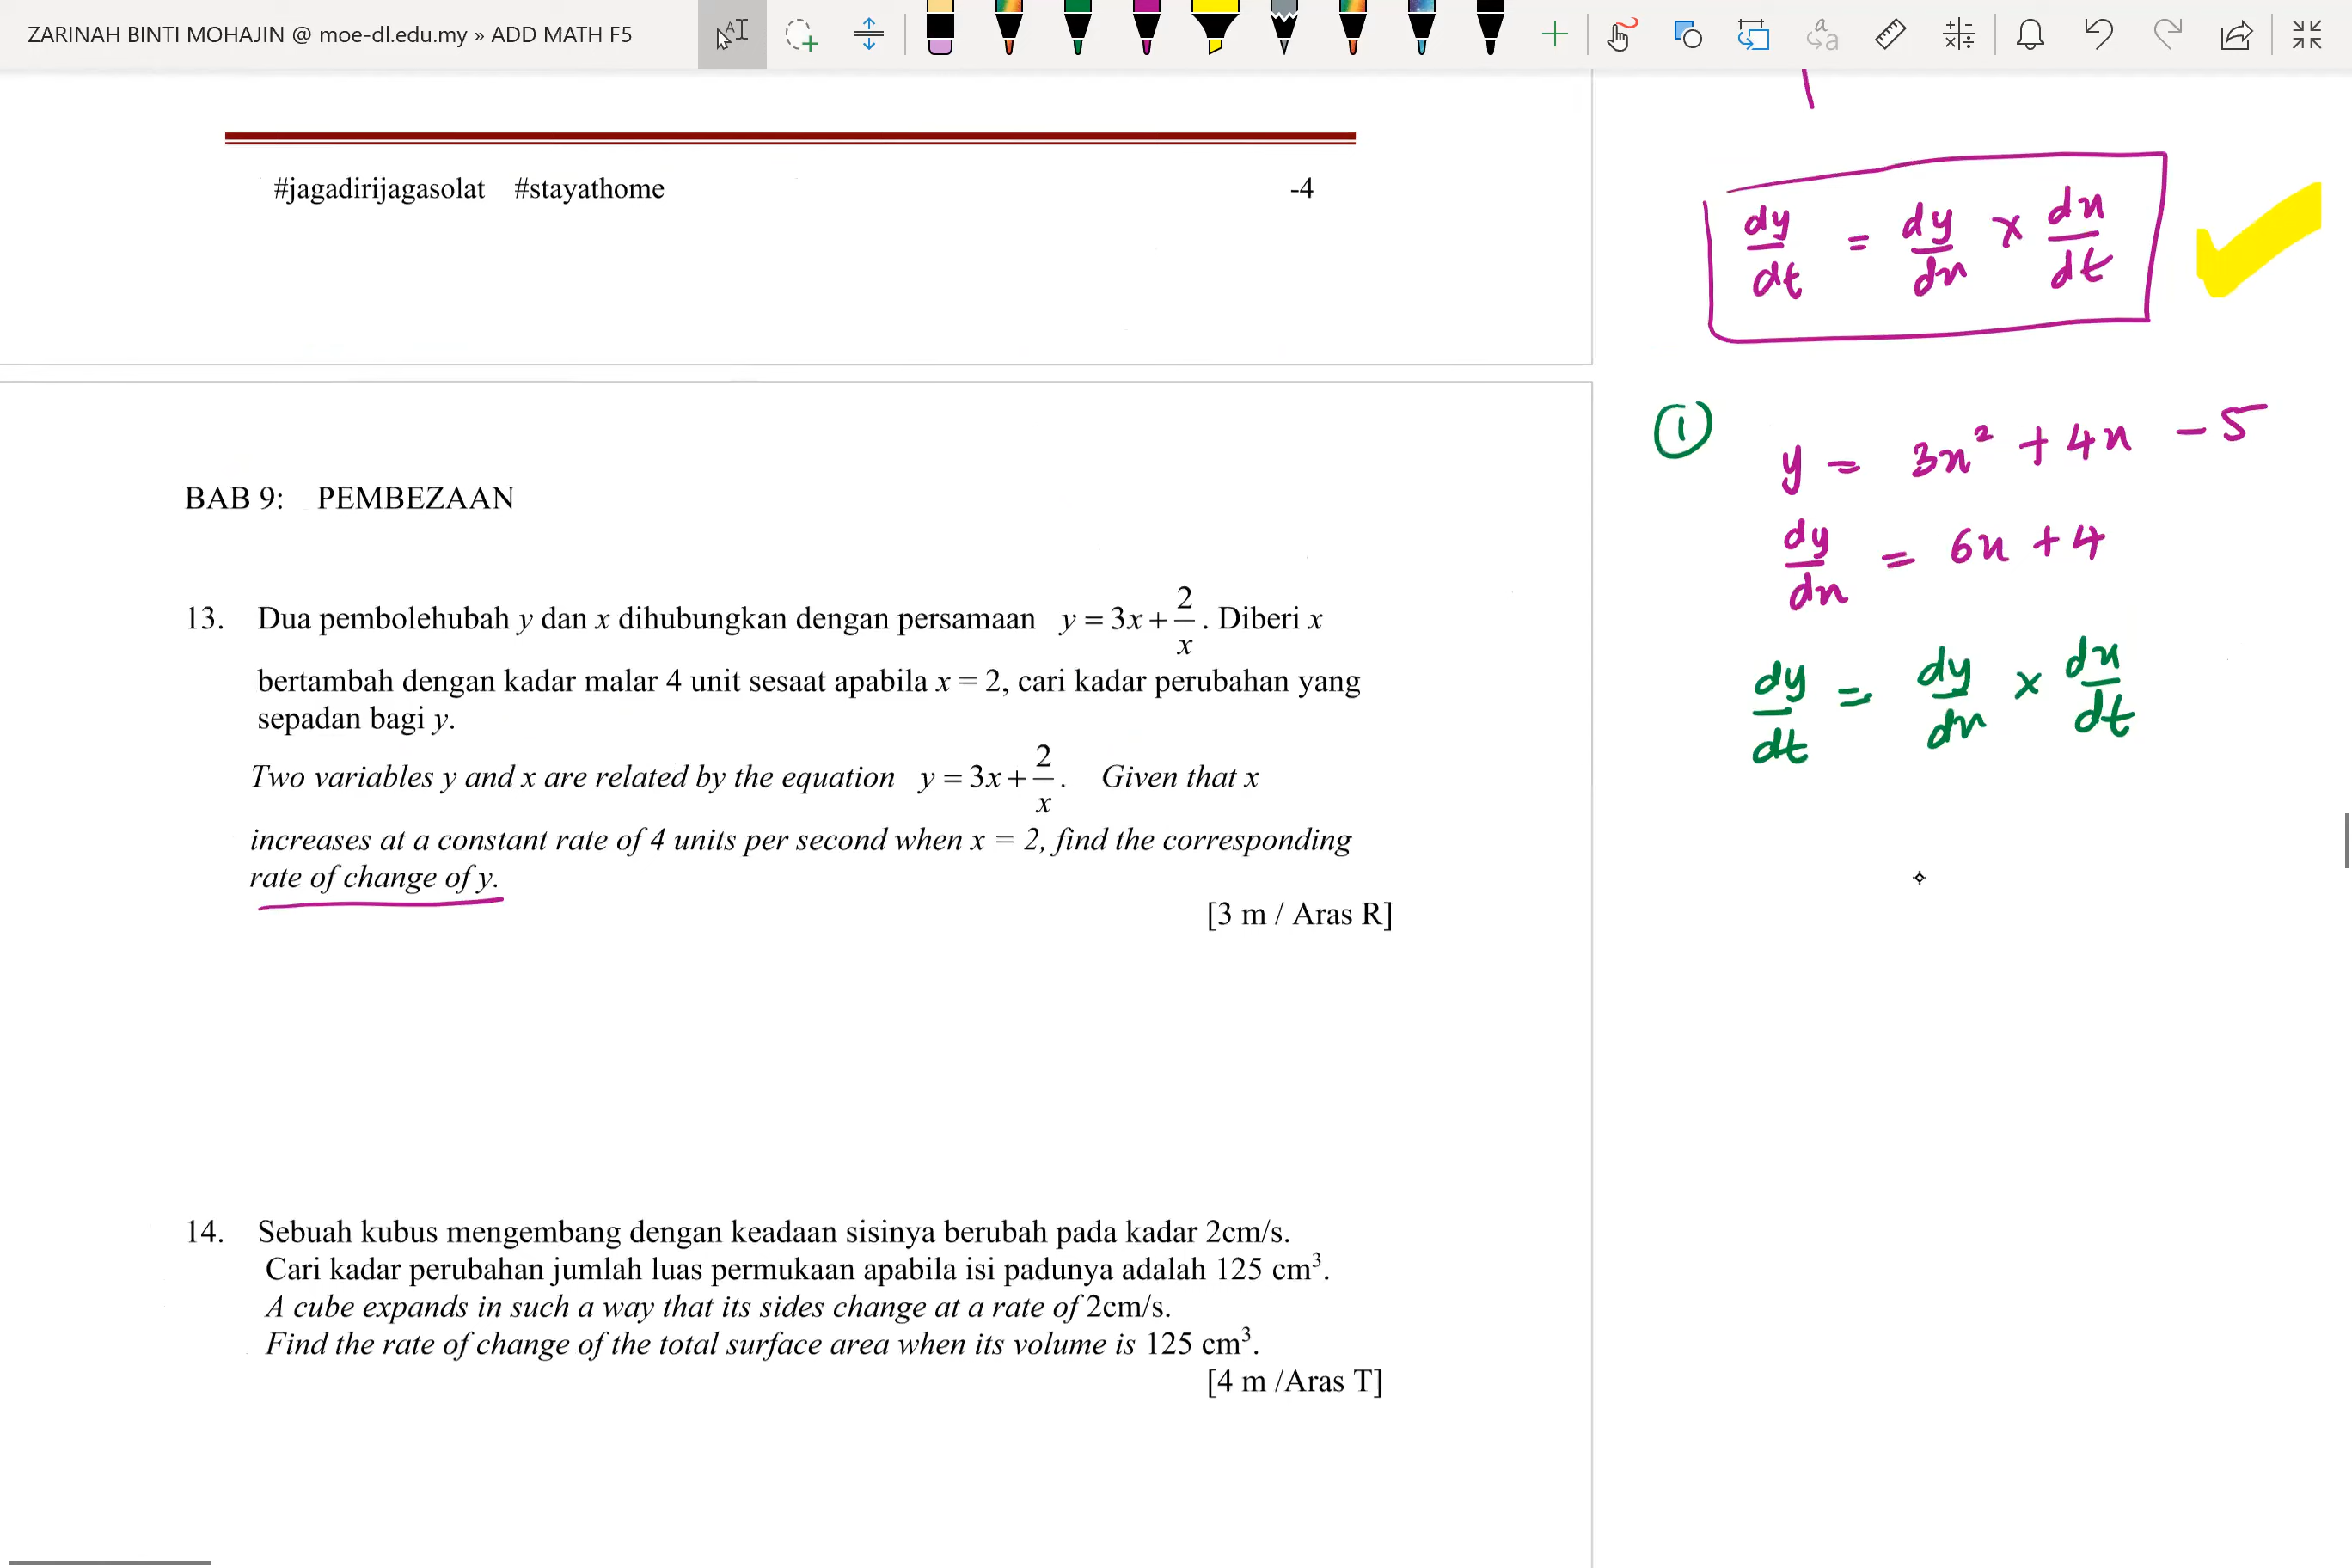 ZARINAH BINTI MOHAJIN @ moe-dl.edu.my » ADD MATH F5
#jagadirijagasolat #stayathome -4
BAB 9: PEMBEZAAN
13. Dua pembolehubah y dan x dihubungkan dengan persamaan y = 3x + 2/x. Diberi x
bertambah dengan kadar malar 4 unit sesaat apabila x = 2, cari kadar perubahan yang
sepadan bagi y.
Two variables y and x are related by the equation y = 3x + 2/x. Given that x
increases at a constant rate of 4 units per second when x = 2, find the corresponding
rate of change of y.
[3 m / Aras R]
14. Sebuah kubus mengembang dengan keadaan sisinya berubah pada kadar 2cm/s.
Cari kadar perubahan jumlah luas permukaan apabila isi padunya adalah 125 cm³.
A cube expands in such a way that its sides change at a rate of 2cm/s.
Find the rate of change of the total surface area when its volume is 125 cm³.
[4 m /Aras T]
dy/dt = dy/dx × dx/dt
① y = 3x² + 4x - 5
dy/dx = 6x + 4
dy/dt = dy/dx × dx/dt